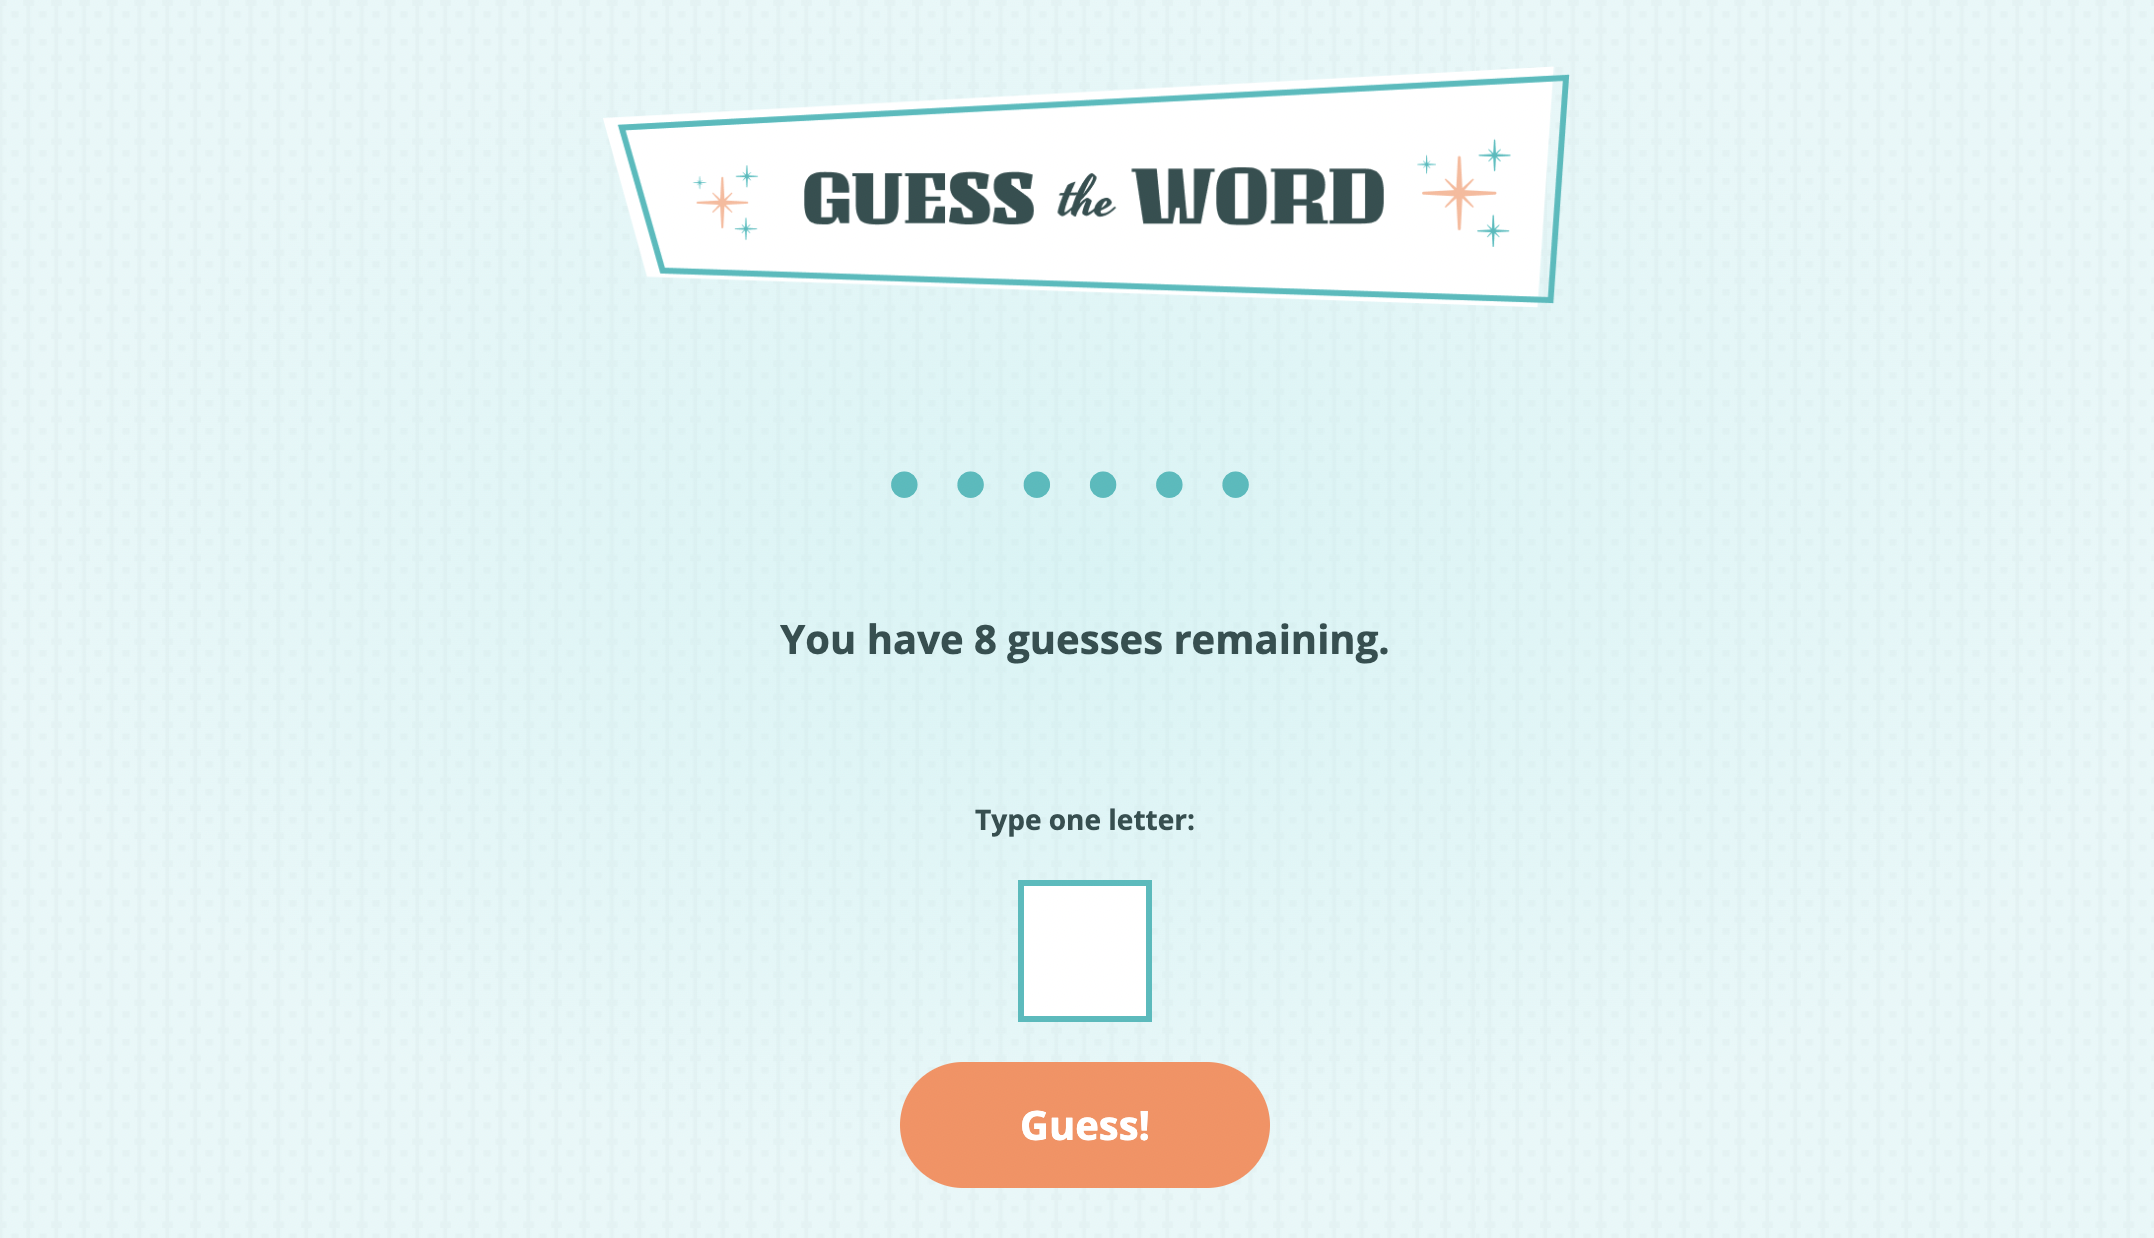 GUESS the WORD
● ● ● ● ● ●
You have 8 guesses remaining.
Type one letter:
Guess!